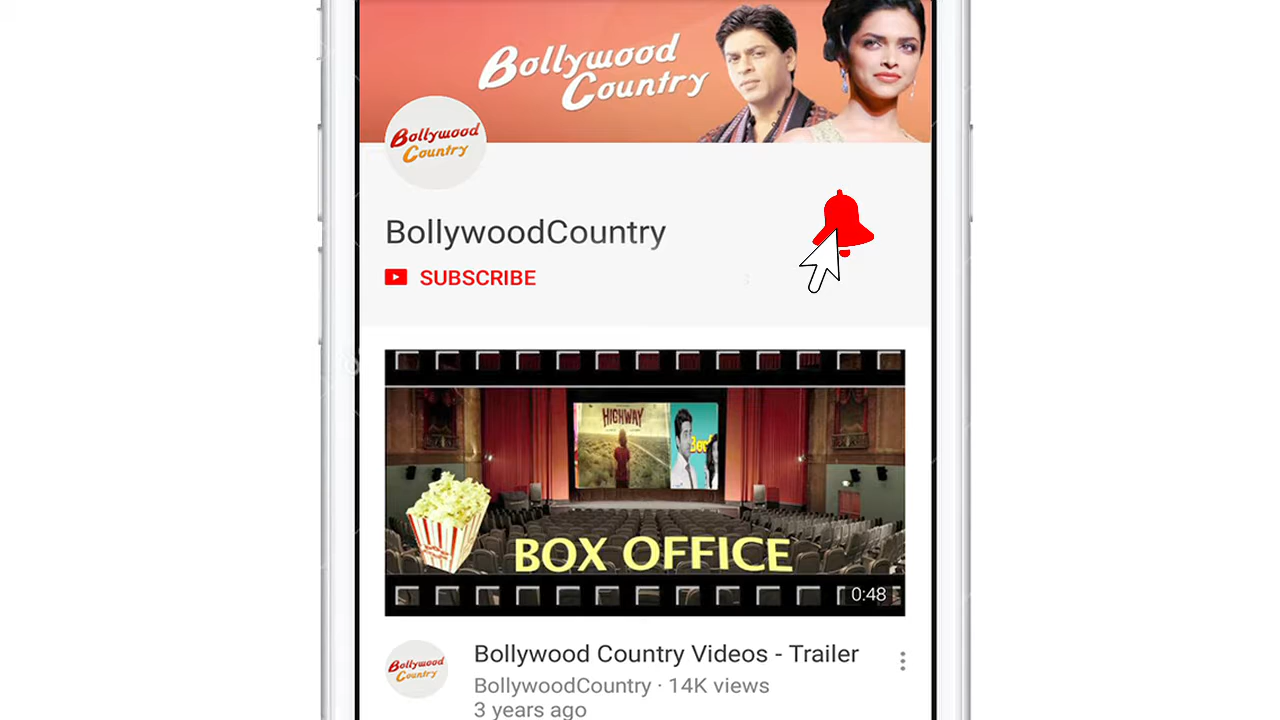 Bollywood
Country
Bollywood
Country
BollywoodCountry
SUBSCRIBE
HIGHWAY
BOX OFFICE
0:48
Bollywood Country Videos - Trailer
Bollywood
Country
BollywoodCountry · 14K views
3 years ago